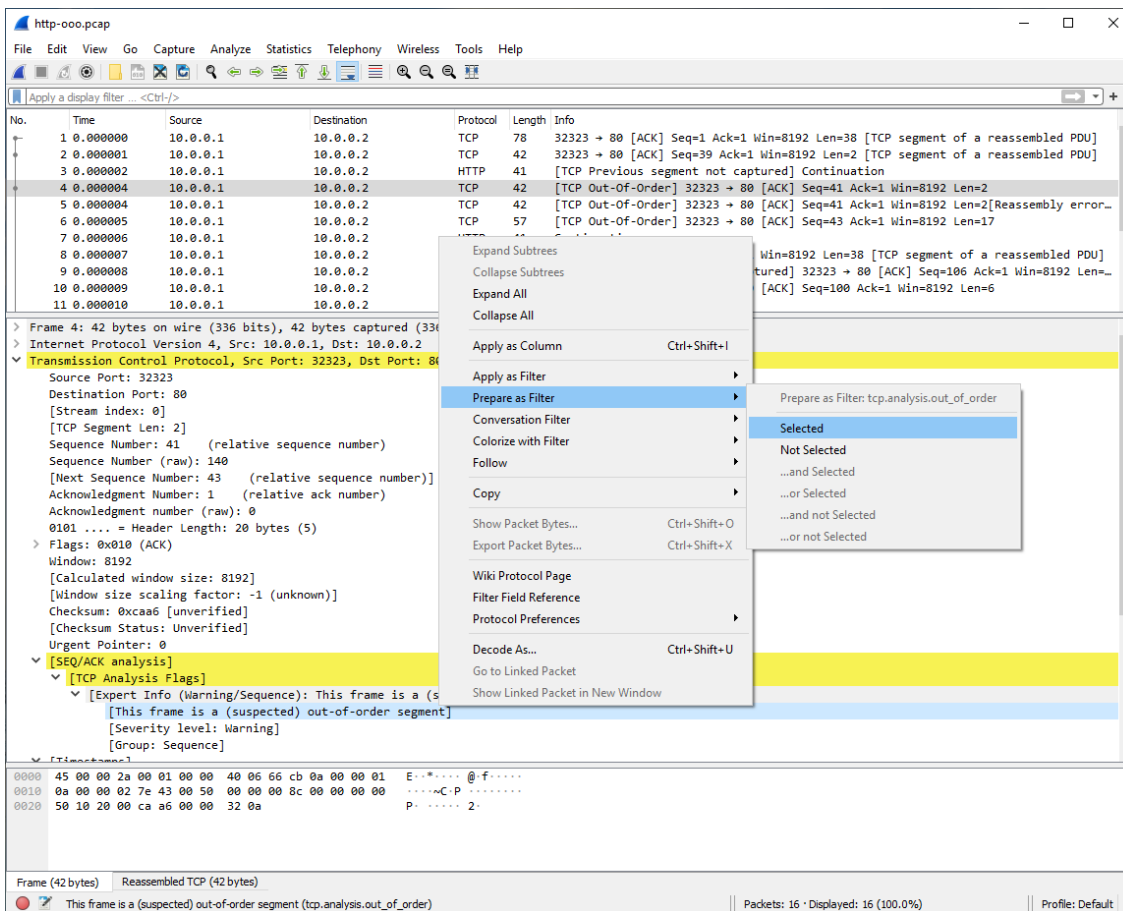 http-ooo.pcap
File Edit View Go Capture Analyze Statistics Telephony Wireless Tools Help
Apply a display filter ... <Ctrl-/>
No. Time Source Destination Protocol Length Info
1 0.000000 10.0.0.1 10.0.0.2 TCP 78 32323 → 80 [ACK] Seq=1 Ack=1 Win=8192 Len=38 [TCP segment of a reassembled PDU]
2 0.000001 10.0.0.1 10.0.0.2 TCP 42 32323 → 80 [ACK] Seq=39 Ack=1 Win=8192 Len=2 [TCP segment of a reassembled PDU]
3 0.000002 10.0.0.1 10.0.0.2 HTTP 41 [TCP Previous segment not captured] Continuation
4 0.000004 10.0.0.1 10.0.0.2 TCP 42 [TCP Out-Of-Order] 32323 → 80 [ACK] Seq=41 Ack=1 Win=8192 Len=2
5 0.000004 10.0.0.1 10.0.0.2 TCP 42 [TCP Out-Of-Order] 32323 → 80 [ACK] Seq=41 Ack=1 Win=8192 Len=2[Reassembly error…
6 0.000005 10.0.0.1 10.0.0.2 TCP 57 [TCP Out-Of-Order] 32323 → 80 [ACK] Seq=43 Ack=1 Win=8192 Len=17
7 0.000006 10.0.0.1 10.0.0.2
8 0.000007 10.0.0.1 10.0.0.2 Win=8192 Len=38 [TCP segment of a reassembled PDU]
9 0.000008 10.0.0.1 10.0.0.2 tured] 32323 → 80 [ACK] Seq=106 Ack=1 Win=8192 Len=…
10 0.000009 10.0.0.1 10.0.0.2 [ACK] Seq=100 Ack=1 Win=8192 Len=6
11 0.000010 10.0.0.1 10.0.0.2
Frame 4: 42 bytes on wire (336 bits), 42 bytes captured (336
Internet Protocol Version 4, Src: 10.0.0.1, Dst: 10.0.0.2
Transmission Control Protocol, Src Port: 32323, Dst Port: 80
Source Port: 32323
Destination Port: 80
[Stream index: 0]
[TCP Segment Len: 2]
Sequence Number: 41 (relative sequence number)
Sequence Number (raw): 140
[Next Sequence Number: 43 (relative sequence number)]
Acknowledgment Number: 1 (relative ack number)
Acknowledgment number (raw): 0
0101 .... = Header Length: 20 bytes (5)
Flags: 0x010 (ACK)
Window: 8192
[Calculated window size: 8192]
[Window size scaling factor: -1 (unknown)]
Checksum: 0xcaa6 [unverified]
[Checksum Status: Unverified]
Urgent Pointer: 0
[SEQ/ACK analysis]
[TCP Analysis Flags]
[Expert Info (Warning/Sequence): This frame is a (s
[This frame is a (suspected) out-of-order segment]
[Severity level: Warning]
[Group: Sequence]
[Timestamps]
Expand Subtrees
Collapse Subtrees
Expand All
Collapse All
Apply as Column Ctrl+Shift+I
Apply as Filter
Prepare as Filter
Conversation Filter
Colorize with Filter
Follow
Copy
Show Packet Bytes... Ctrl+Shift+O
Export Packet Bytes... Ctrl+Shift+X
Wiki Protocol Page
Filter Field Reference
Protocol Preferences
Decode As... Ctrl+Shift+U
Go to Linked Packet
Show Linked Packet in New Window
Prepare as Filter: tcp.analysis.out_of_order
Selected
Not Selected
...and Selected
...or Selected
...and not Selected
...or not Selected
0000 45 00 00 2a 00 01 00 00 40 06 66 cb 0a 00 00 01 E··*···· @·f·····
0010 0a 00 00 02 7e 43 00 50 00 00 00 8c 00 00 00 00 ····~C·P ········
0020 50 10 20 00 ca a6 00 00 32 0a P· ····· 2·
Frame (42 bytes) Reassembled TCP (42 bytes)
This frame is a (suspected) out-of-order segment (tcp.analysis.out_of_order) Packets: 16 · Displayed: 16 (100.0%) Profile: Default